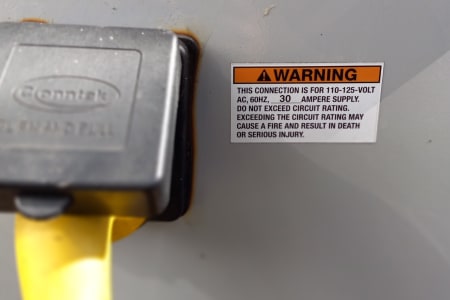 WARNING
THIS CONNECTION IS FOR 110-125-VOLT
AC, 60HZ, 30 AMPERE SUPPLY.
DO NOT EXCEED CIRCUIT RATING.
EXCEEDING THE CIRCUIT RATING MAY
CAUSE A FIRE AND RESULT IN DEATH
OR SERIOUS INJURY.